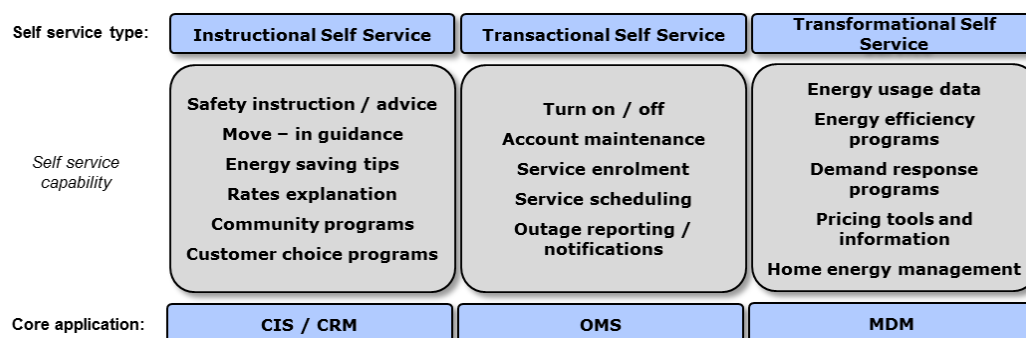 Self service type:
Instructional Self Service
Transactional Self Service
Transformational Self
Service
Self service
capability
Safety instruction / advice
Move – in guidance
Energy saving tips
Rates explanation
Community programs
Customer choice programs
Turn on / off
Account maintenance
Service enrolment
Service scheduling
Outage reporting /
notifications
Energy usage data
Energy efficiency
programs
Demand response
programs
Pricing tools and
information
Home energy management
Core application:
CIS / CRM
OMS
MDM